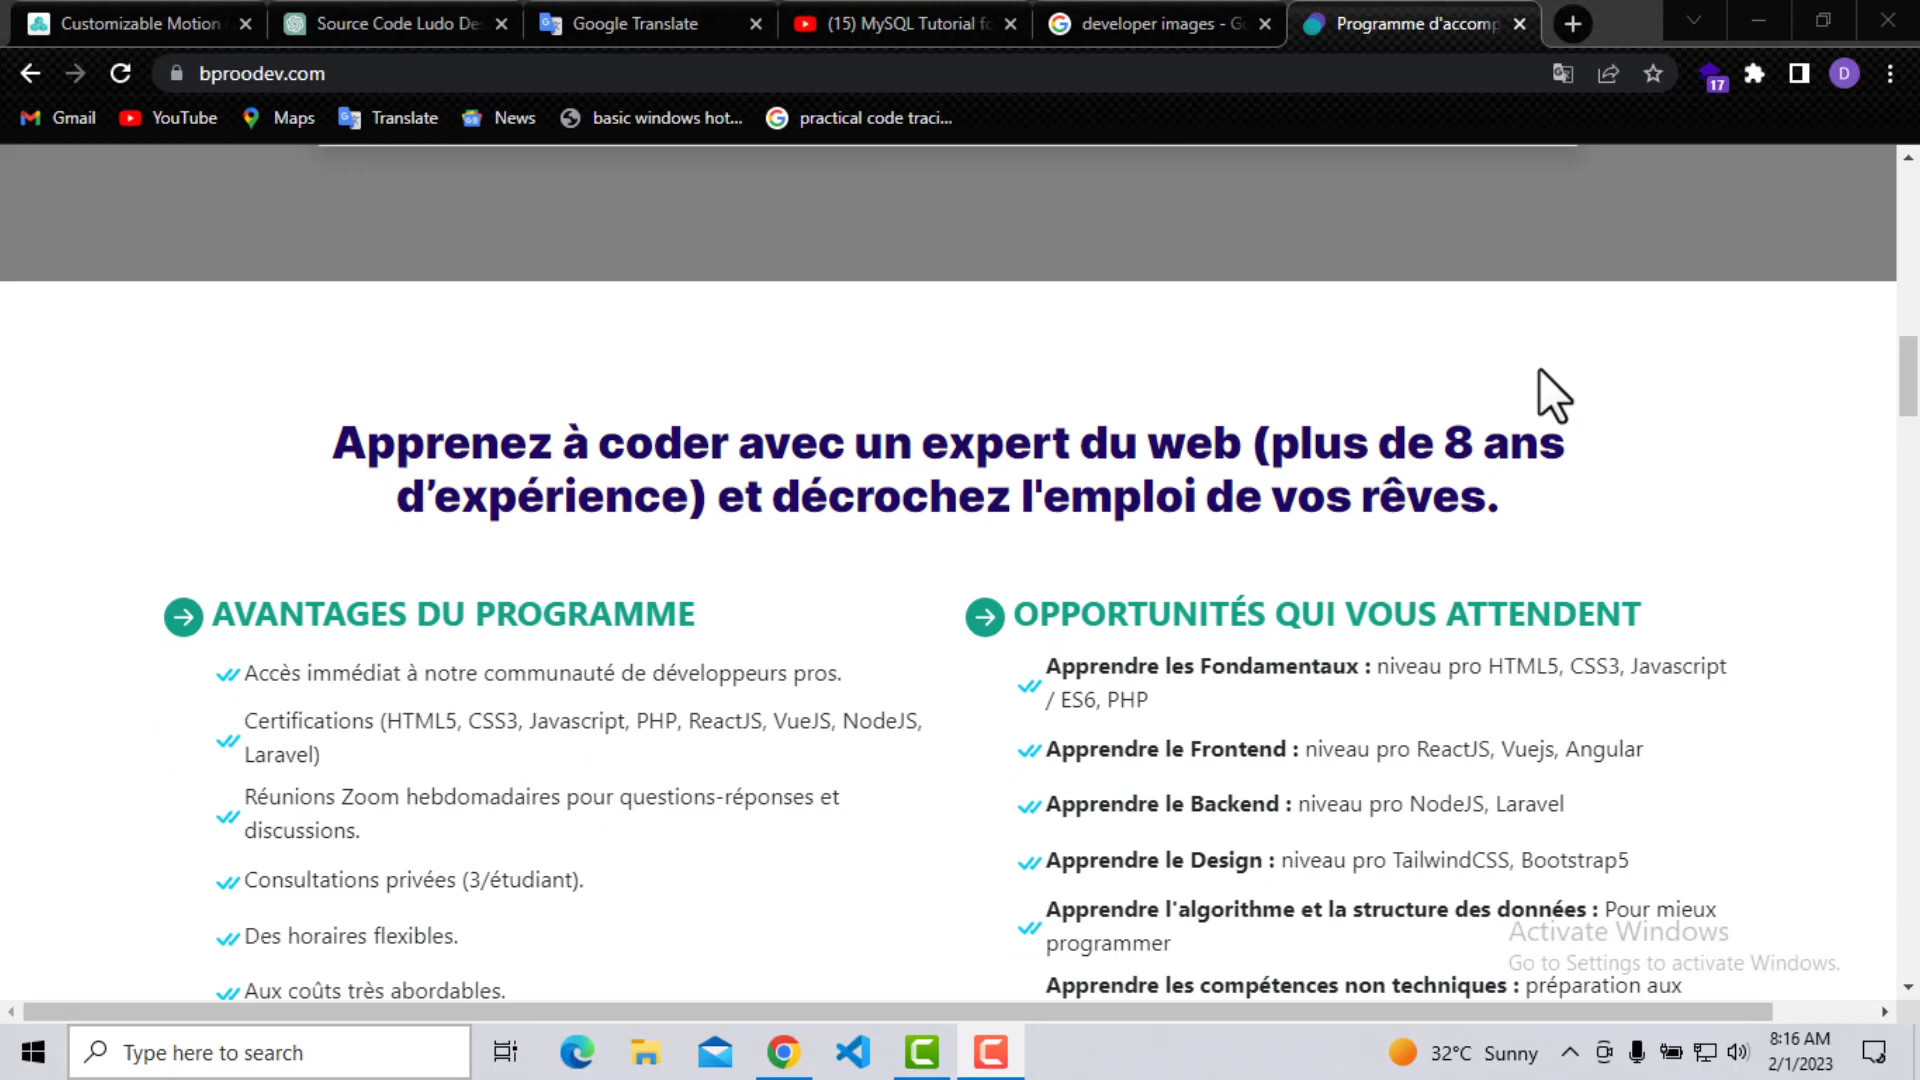 Customizable Motion
Source Code Ludo De
Google Translate
(15) MySQL Tutorial fo
developer images - Go
Programme d'accomp
bproodev.com
17
D
Gmail
YouTube
Maps
Translate
News
basic windows hot...
practical code traci...
Apprenez à coder avec un expert du web (plus de 8 ans
d’expérience) et décrochez l'emploi de vos rêves.
AVANTAGES DU PROGRAMME
Accès immédiat à notre communauté de développeurs pros.
Certifications (HTML5, CSS3, Javascript, PHP, ReactJS, VueJS, NodeJS,
Laravel)
Réunions Zoom hebdomadaires pour questions-réponses et
discussions.
Consultations privées (3/étudiant).
Des horaires flexibles.
Aux coûts très abordables.
OPPORTUNITÉS QUI VOUS ATTENDENT
Apprendre les Fondamentaux : niveau pro HTML5, CSS3, Javascript
/ ES6, PHP
Apprendre le Frontend : niveau pro ReactJS, Vuejs, Angular
Apprendre le Backend : niveau pro NodeJS, Laravel
Apprendre le Design : niveau pro TailwindCSS, Bootstrap5
Apprendre l'algorithme et la structure des données : Pour mieux
programmer
Apprendre les compétences non techniques : préparation aux
Activate Windows
Go to Settings to activate Windows.
Type here to search
32°C Sunny
8:16 AM
2/1/2023